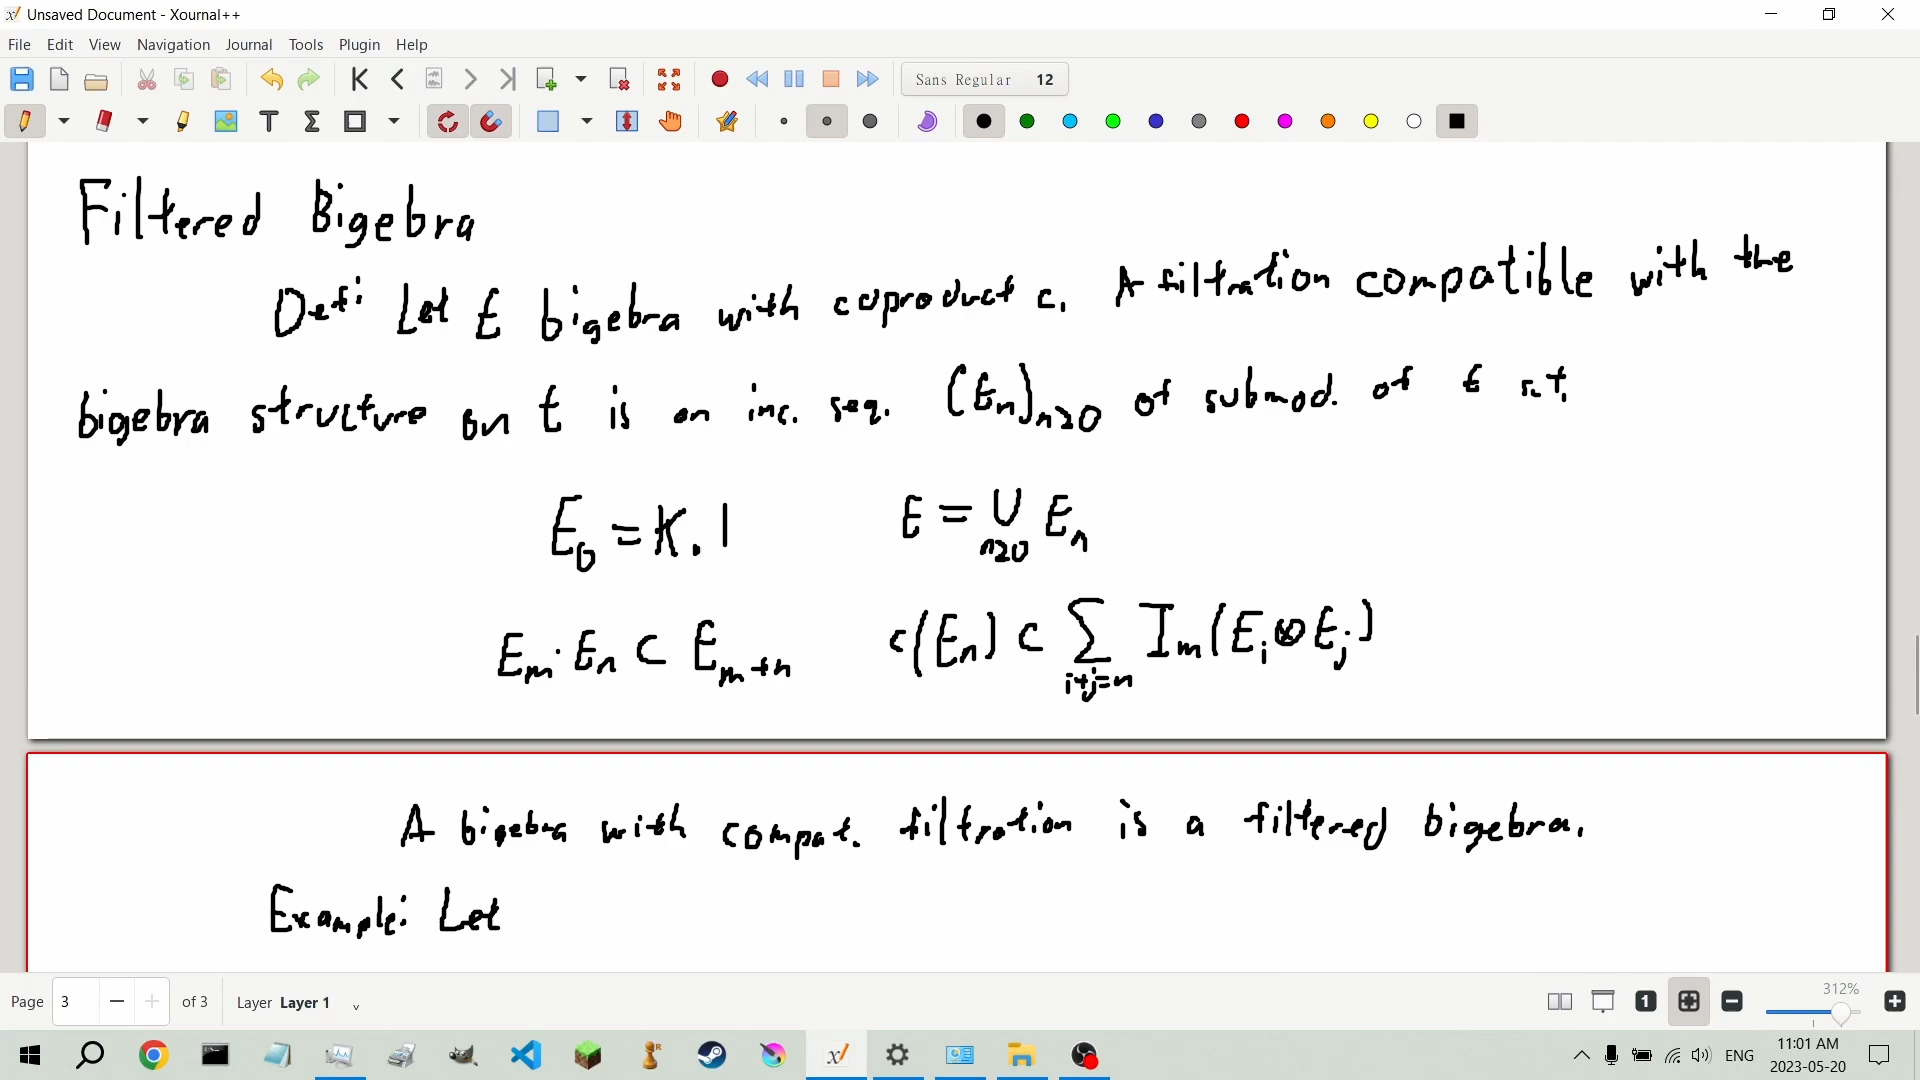 Unsaved Document - Xournal++
File Edit View Navigation Journal Tools Plugin Help
Sans Regular 12
Filtered Bigebra
Def: Let E bigebra with coproduct c. A filtration compatible with the
bigebra structure on E is an inc. seq. (En)n≥0 of submod. of E s.t.
E0 = K.1 E = ∪n≥0 En
Em·En ⊂ Em+n c(En) ⊂ ∑i+j=n Im(Ei⊗Ej)
A bigebra with compat. filtration is a filtered bigebra.
Example: Let
Page 3 of 3 Layer Layer 1 312%
ENG 11:01 AM
2023-05-20